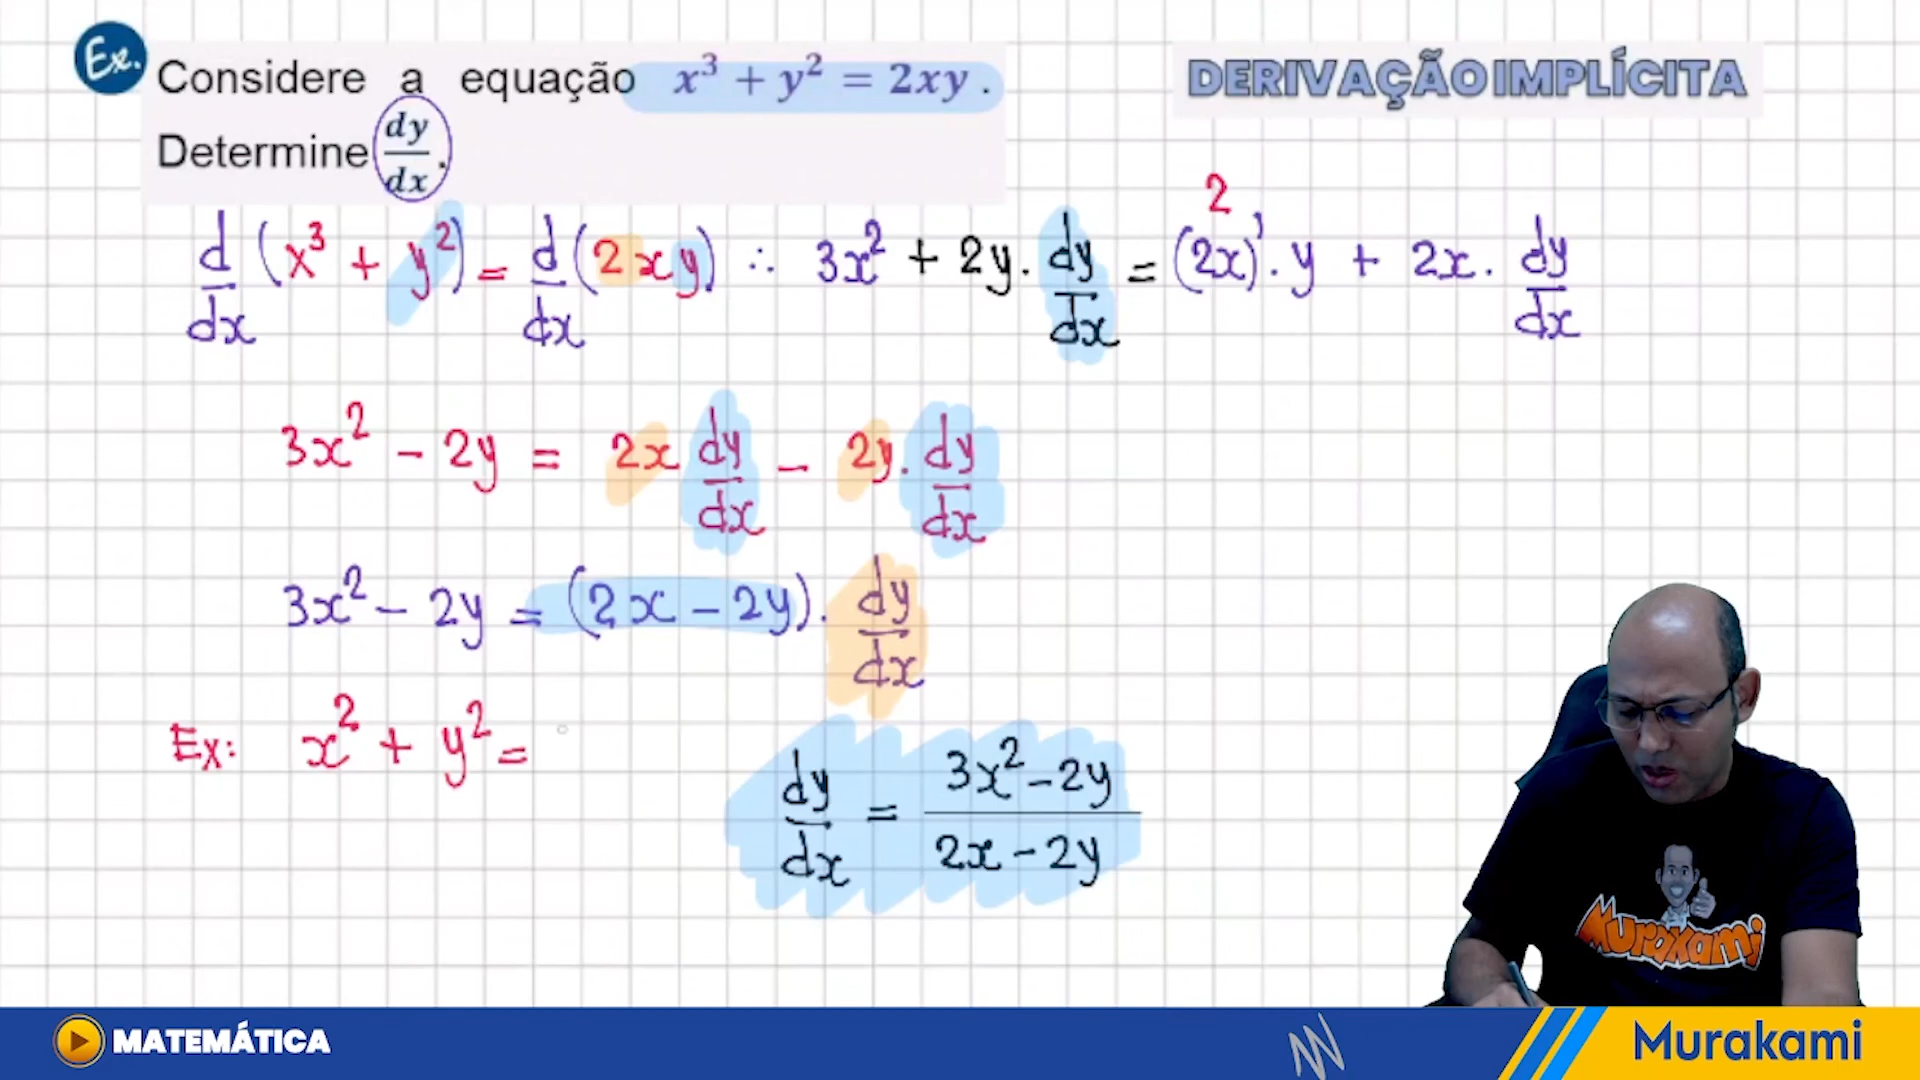 Ex. Considere a equação x³ + y² = 2xy .
DERIVAÇÃO IMPLÍCITA
Determine dy/dx.
d/dx (x³ + y²) = d/dx (2xy) ∴ 3x² + 2y. dy/dx = (2x)' . y + 2x . dy/dx
2
3x² - 2y = 2x dy/dx - 2y. dy/dx
3x² - 2y = (2x - 2y). dy/dx
Ex: x² + y² =
dy/dx = (3x² - 2y)/(2x - 2y)
Murakami
MATEMÁTICA
Murakami